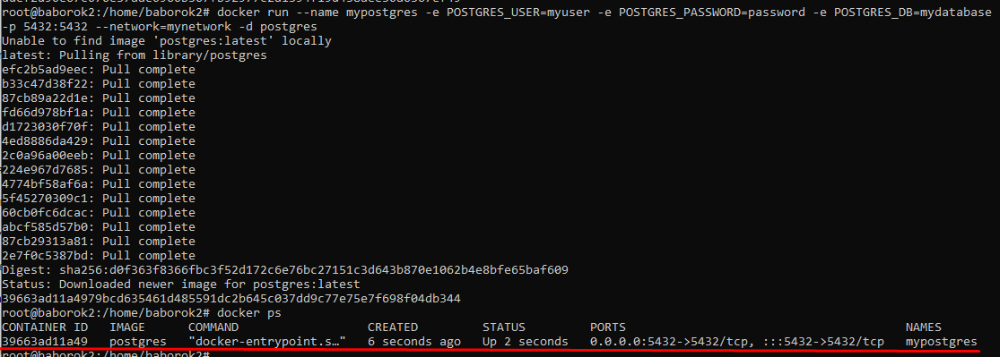 root@baborok2:/home/baborok2# docker run --name mypostgres -e POSTGRES_USER=myuser -e POSTGRES_PASSWORD=password -e POSTGRES_DB=mydatabase
-p 5432:5432 --network=mynetwork -d postgres
Unable to find image 'postgres:latest' locally
latest: Pulling from library/postgres
efc2b5ad9eec: Pull complete
b33c47d38f22: Pull complete
87cb89a22d1e: Pull complete
fd66d978bf1a: Pull complete
d1723030f70f: Pull complete
4ed8886da429: Pull complete
2c0a96a00eeb: Pull complete
224e967d7685: Pull complete
4774bf58af6a: Pull complete
5f45270309c1: Pull complete
60cb0fc6dcac: Pull complete
abcf585d57b0: Pull complete
87cb29313a81: Pull complete
2e7f0c5387bd: Pull complete
Digest: sha256:d0f363f8366fbc3f52d172c6e76bc27151c3d643b870e1062b4e8bfe65baf609
Status: Downloaded newer image for postgres:latest
39663ad11a4979bcd635461d485591dc2b645c037dd9c77e75e7f698f04db344
root@baborok2:/home/baborok2# docker ps
CONTAINER ID   IMAGE      COMMAND                  CREATED         STATUS         PORTS                                       NAMES
39663ad11a49   postgres   "docker-entrypoint.s…"   6 seconds ago   Up 2 seconds   0.0.0.0:5432->5432/tcp, :::5432->5432/tcp   mypostgres
root@baborok2:/home/baborok2#